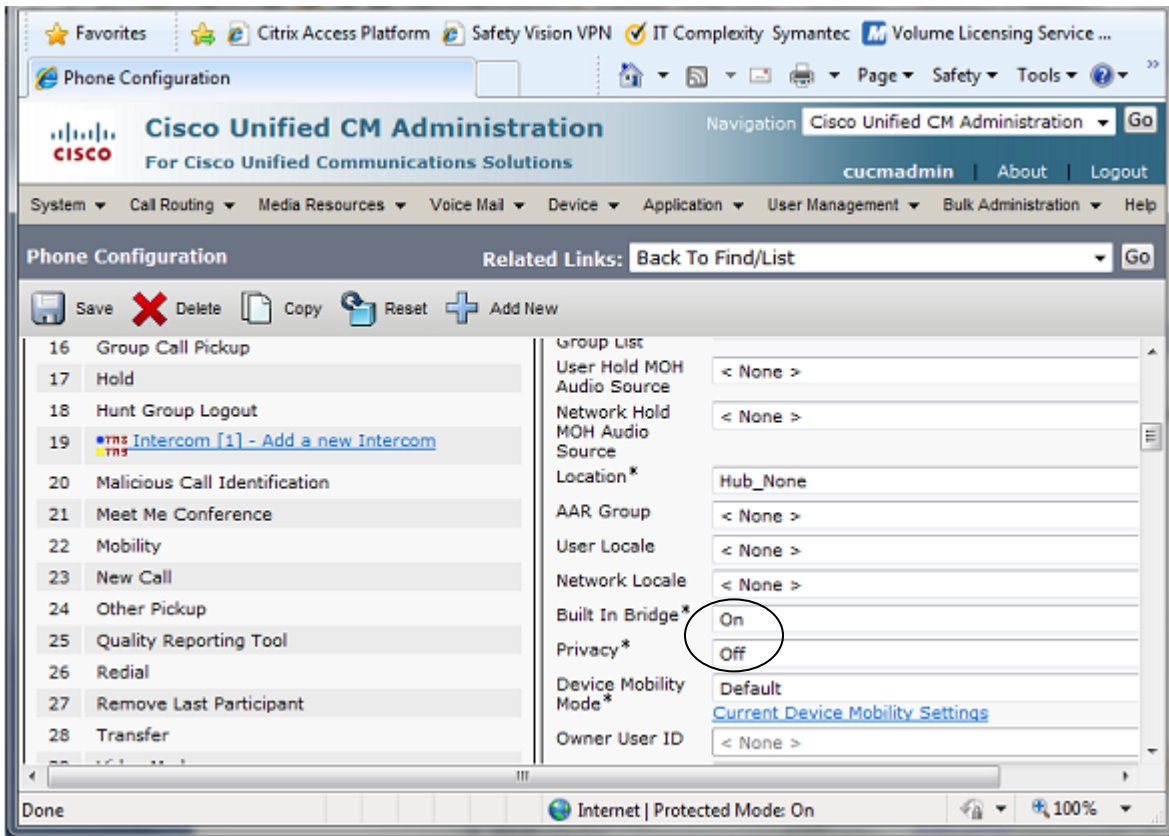 Favorites Citrix Access Platform Safety Vision VPN IT Complexity Symantec Volume Licensing Service ...
Phone Configuration Page Safety Tools
CISCO
Cisco Unified CM Administration
For Cisco Unified Communications Solutions
Navigation Cisco Unified CM Administration Go
cucmadmin | About | Logout
System Call Routing Media Resources Voice Mail Device Application User Management Bulk Administration Help
Phone Configuration Related Links: Back To Find/List Go
Save Delete Copy Reset Add New
16 Group Call Pickup
17 Hold
18 Hunt Group Logout
19 Intercom [1] - Add a new Intercom
20 Malicious Call Identification
21 Meet Me Conference
22 Mobility
23 New Call
24 Other Pickup
25 Quality Reporting Tool
26 Redial
27 Remove Last Participant
28 Transfer
Group List
User Hold MOH
Audio Source
< None >
Network Hold
MOH Audio
Source
< None >
Location* Hub_None
AAR Group < None >
User Locale < None >
Network Locale < None >
Built In Bridge* On
Privacy* Off
Device Mobility
Mode*
Default
Current Device Mobility Settings
Owner User ID < None >
Done Internet | Protected Mode: On 100%